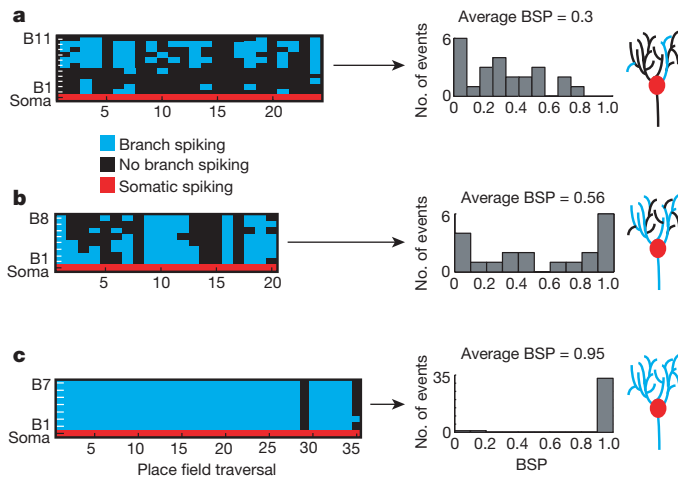 a
B11
B1
Soma
5 10 15 20
Average BSP = 0.3
No. of events
6
0
0 0.2 0.4 0.6 0.8 1.0
Branch spiking
No branch spiking
Somatic spiking
b
B8
B1
Soma
5 10 15 20
Average BSP = 0.56
No. of events
6
0
0 0.2 0.4 0.6 0.8 1.0
c
B7
B1
Soma
5 10 15 20 25 30 35
Place field traversal
Average BSP = 0.95
No. of events
35
0
0 0.2 0.4 0.6 0.8 1.0
BSP